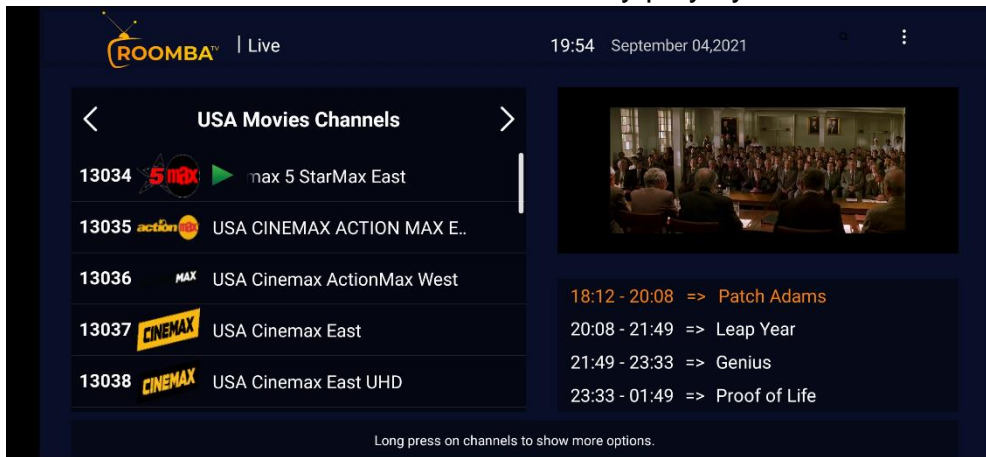 ROOMBA TV | Live
19:54 September 04,2021
USA Movies Channels
13034 5 max max 5 StarMax East
13035 action max USA CINEMAX ACTION MAX E..
13036 MAX USA Cinemax ActionMax West
13037 CINEMAX USA Cinemax East
13038 CINEMAX USA Cinemax East UHD
18:12 - 20:08 => Patch Adams
20:08 - 21:49 => Leap Year
21:49 - 23:33 => Genius
23:33 - 01:49 => Proof of Life
Long press on channels to show more options.